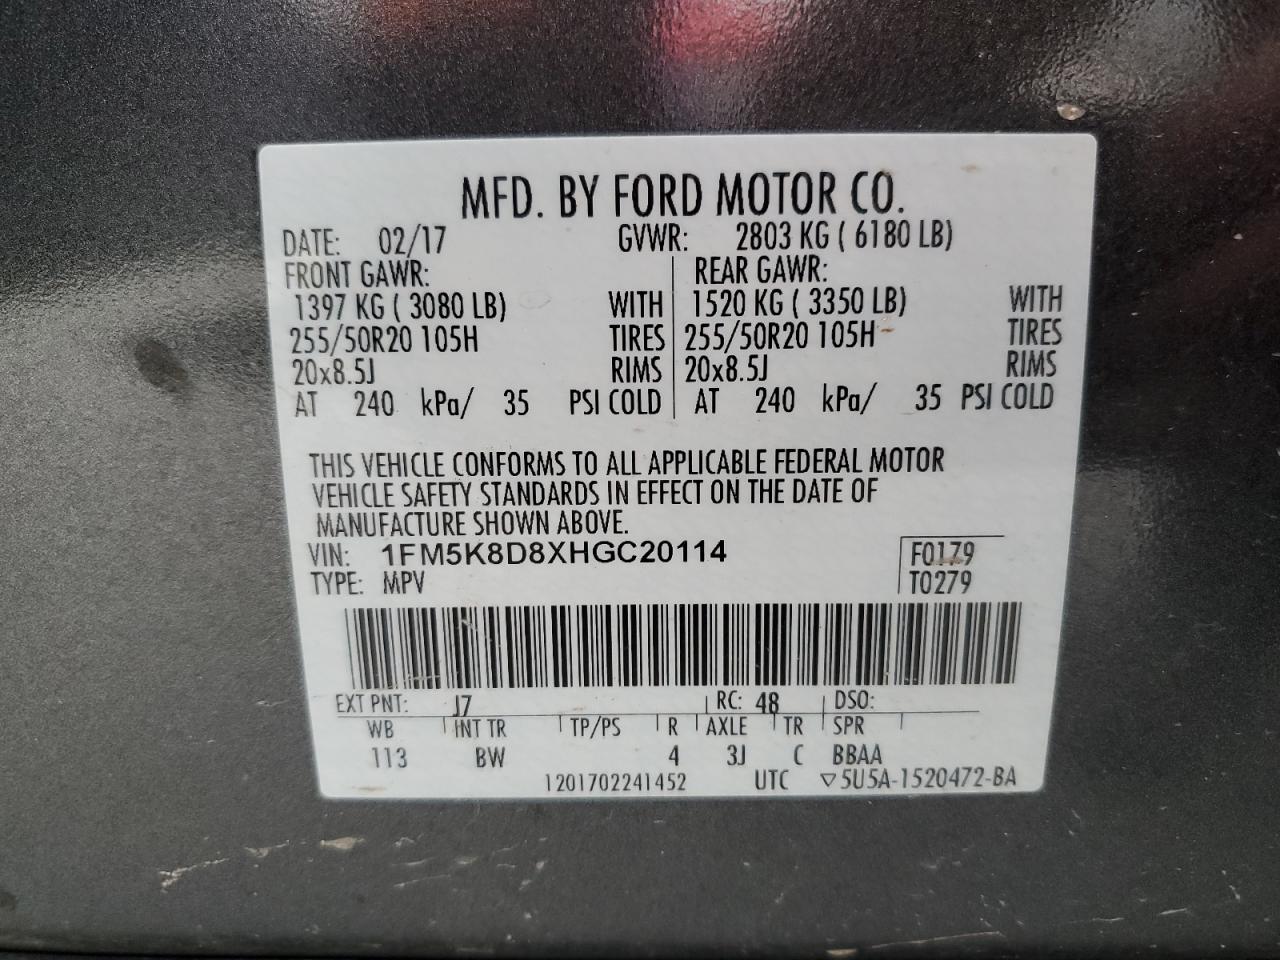 MFD. BY FORD MOTOR CO.
DATE: 02/17 GVWR: 2803 KG ( 6180 LB)
FRONT GAWR: REAR GAWR:
1397 KG ( 3080 LB) WITH 1520 KG ( 3350 LB) WITH
255/50R20 105H TIRES 255/50R20 105H TIRES
20x8.5J RIMS 20x8.5J RIMS
AT 240 kPa/ 35 PSI COLD AT 240 kPa/ 35 PSI COLD
THIS VEHICLE CONFORMS TO ALL APPLICABLE FEDERAL MOTOR
VEHICLE SAFETY STANDARDS IN EFFECT ON THE DATE OF
MANUFACTURE SHOWN ABOVE.
VIN: 1FM5K8D8XHGC20114 F0179
TYPE: MPV T0279
EXT PNT: J7 RC: 48 DSO:
WB INT TR TP/PS R AXLE TR SPR
113 BW 4 3J C BBAA
1201702241452 UTC ▽5U5A-1520472-BA